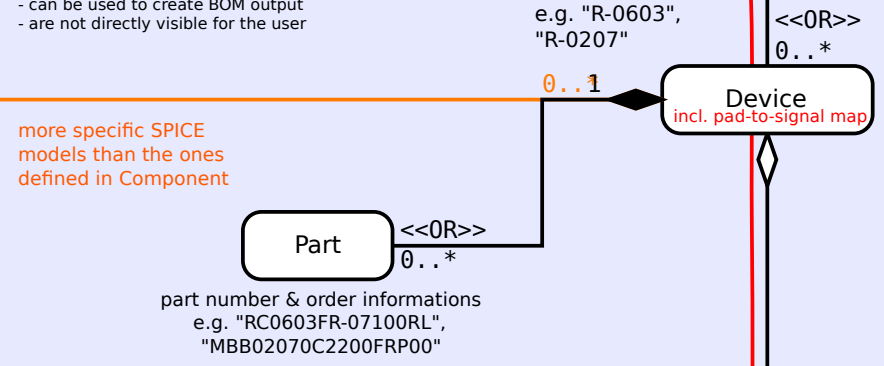 - can be used to create BOM output
- are not directly visible for the user
e.g. "R-0603",
"R-0207"
<<OR>>
0..*
0..*
1
Device
incl. pad-to-signal map
more specific SPICE
models than the ones
defined in Component
Part
<<OR>>
0..*
part number & order informations
e.g. "RC0603FR-07100RL",
"MBB02070C2200FRP00"